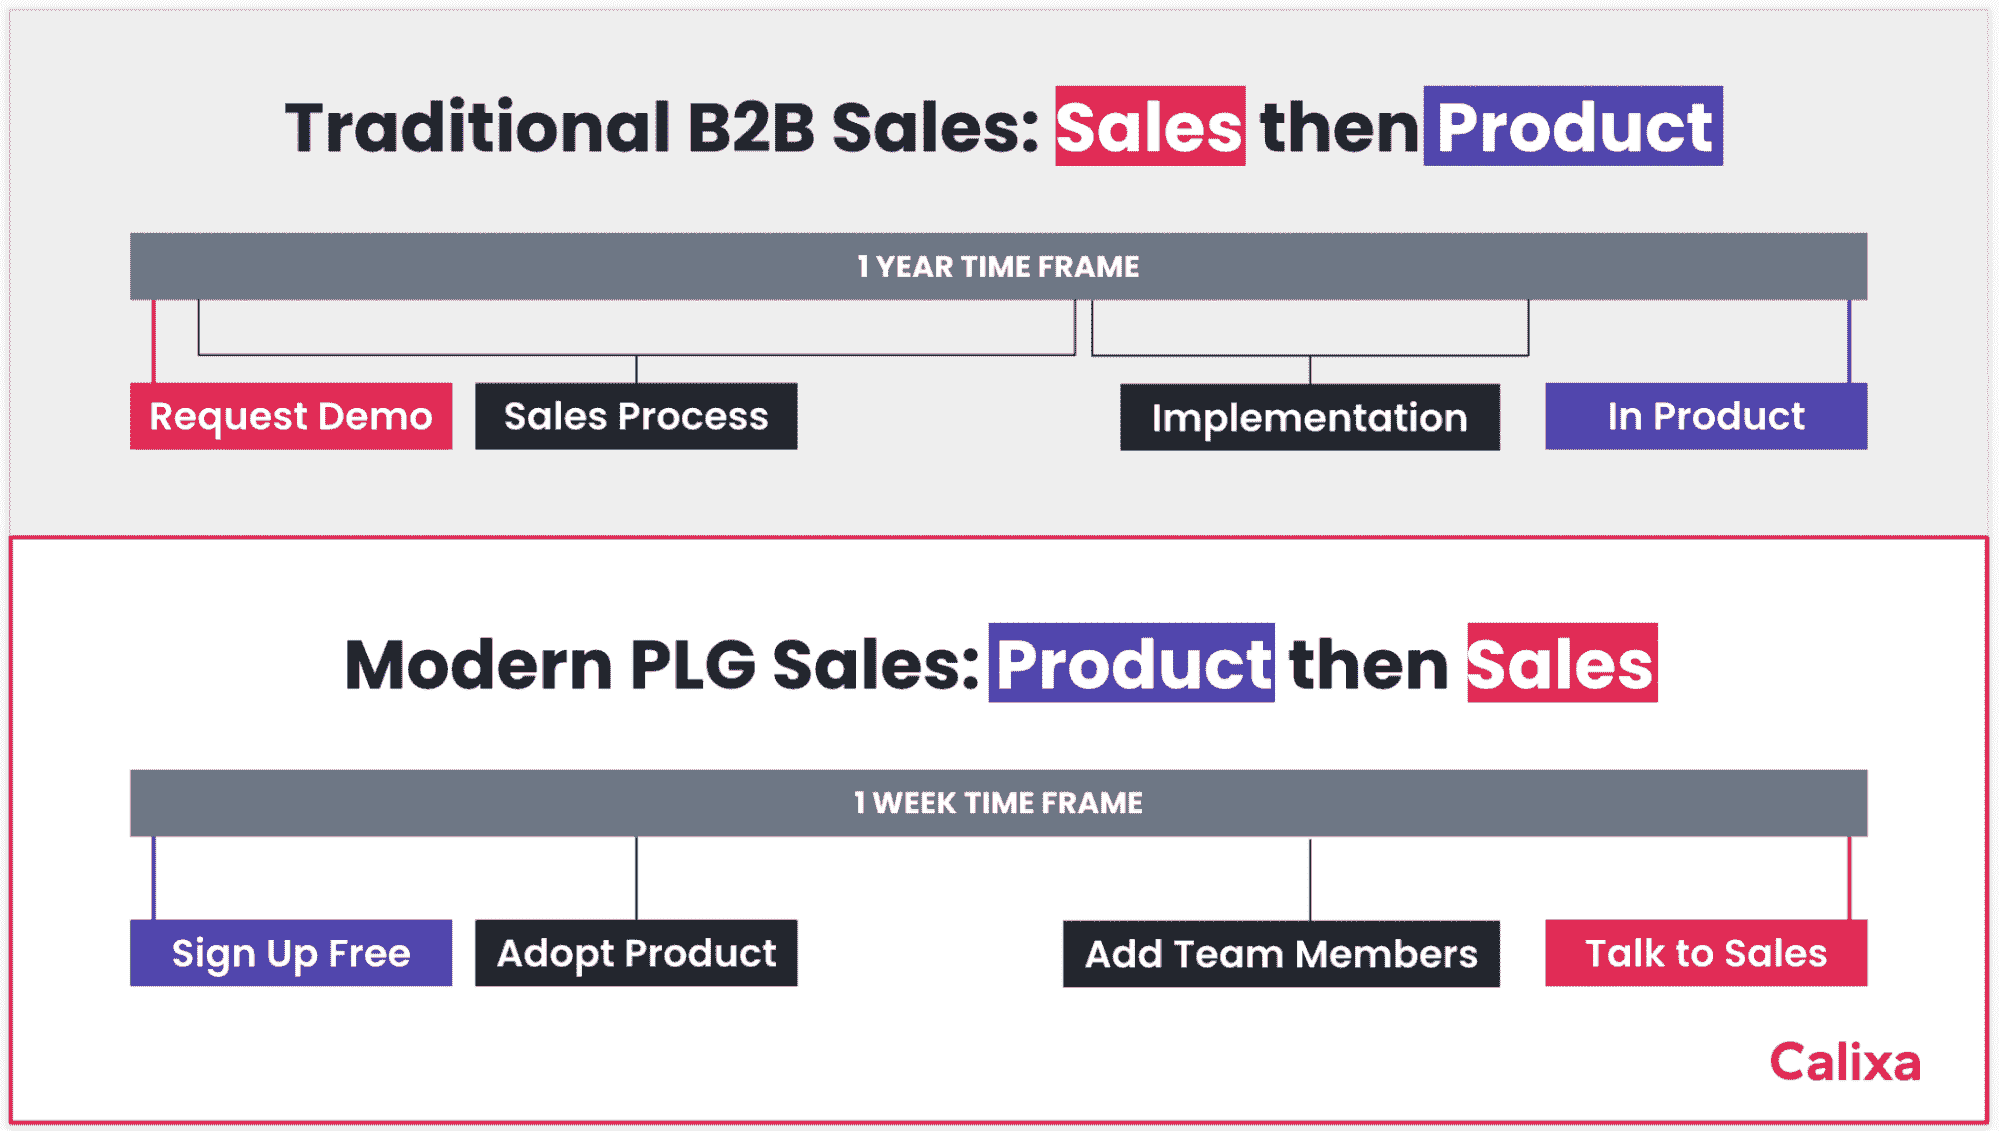 Traditional B2B Sales: Sales then Product
1 YEAR TIME FRAME
Request Demo
Sales Process
Implementation
In Product
Modern PLG Sales: Product then Sales
1 WEEK TIME FRAME
Sign Up Free
Adopt Product
Add Team Members
Talk to Sales
Calixa